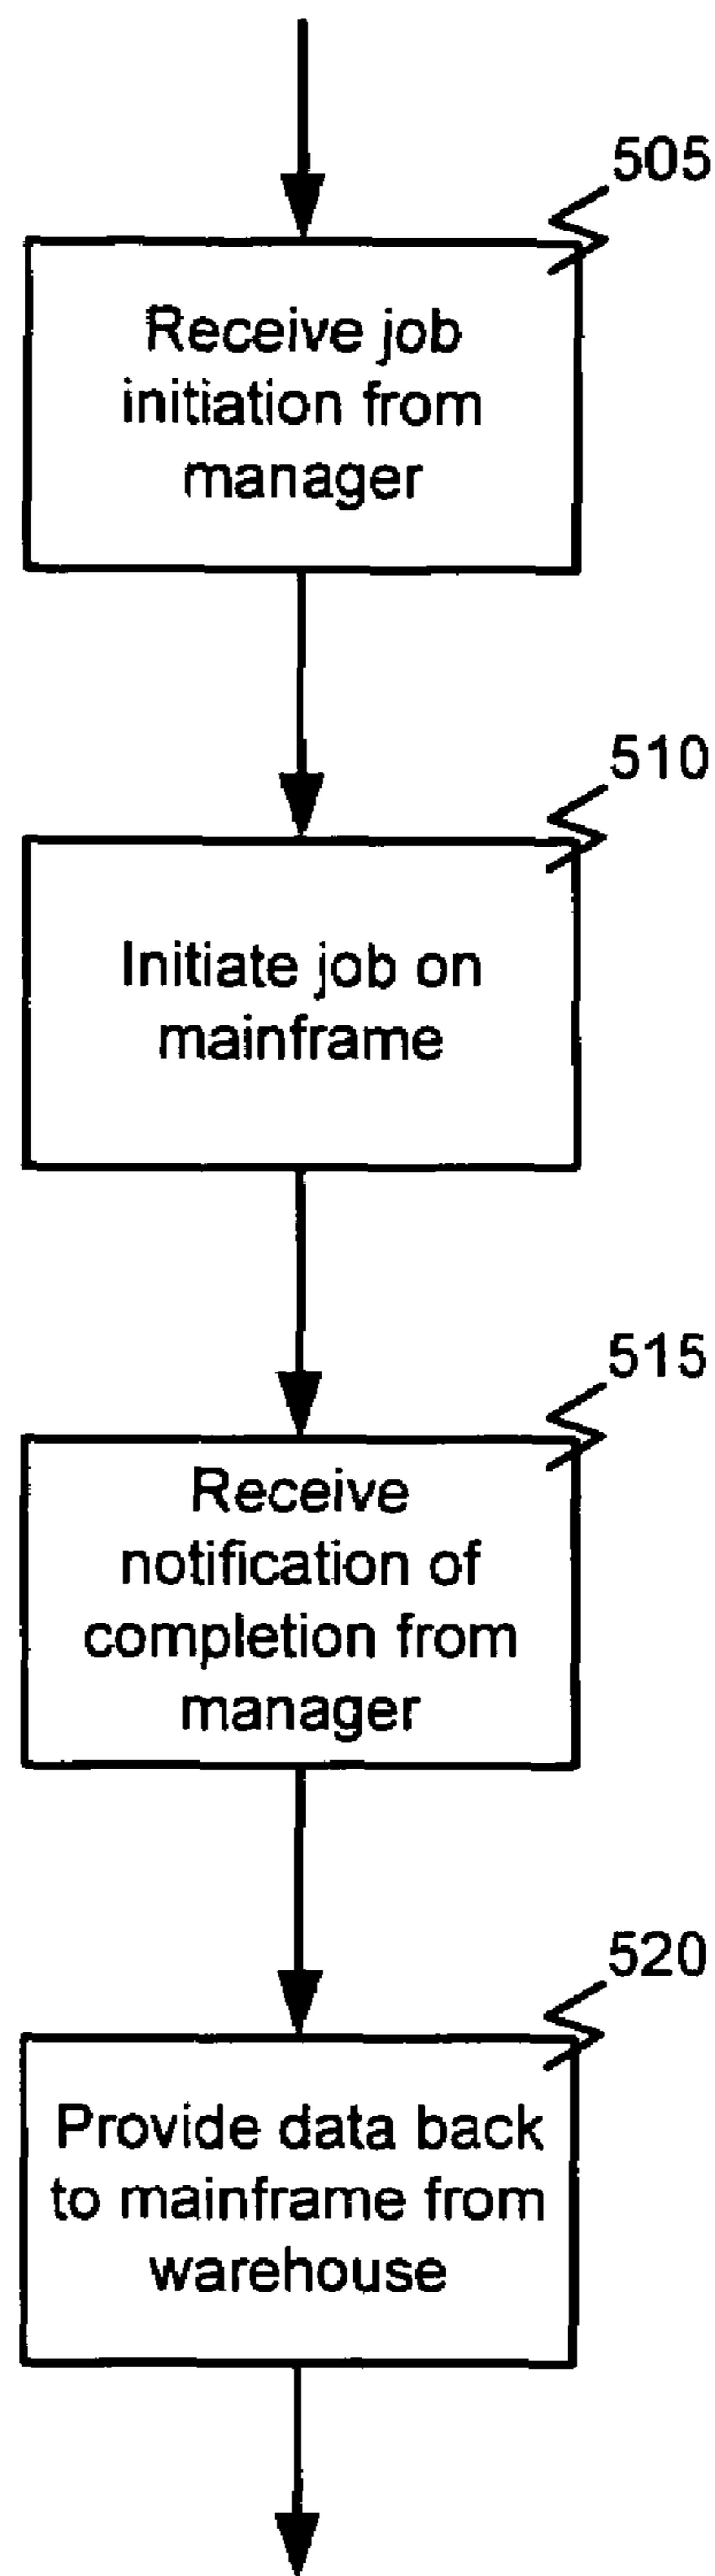 505
Receive job
initiation from
manager
510
Initiate job on
mainframe
515
Receive
notification of
completion from
manager
520
Provide data back
to mainframe from
warehouse